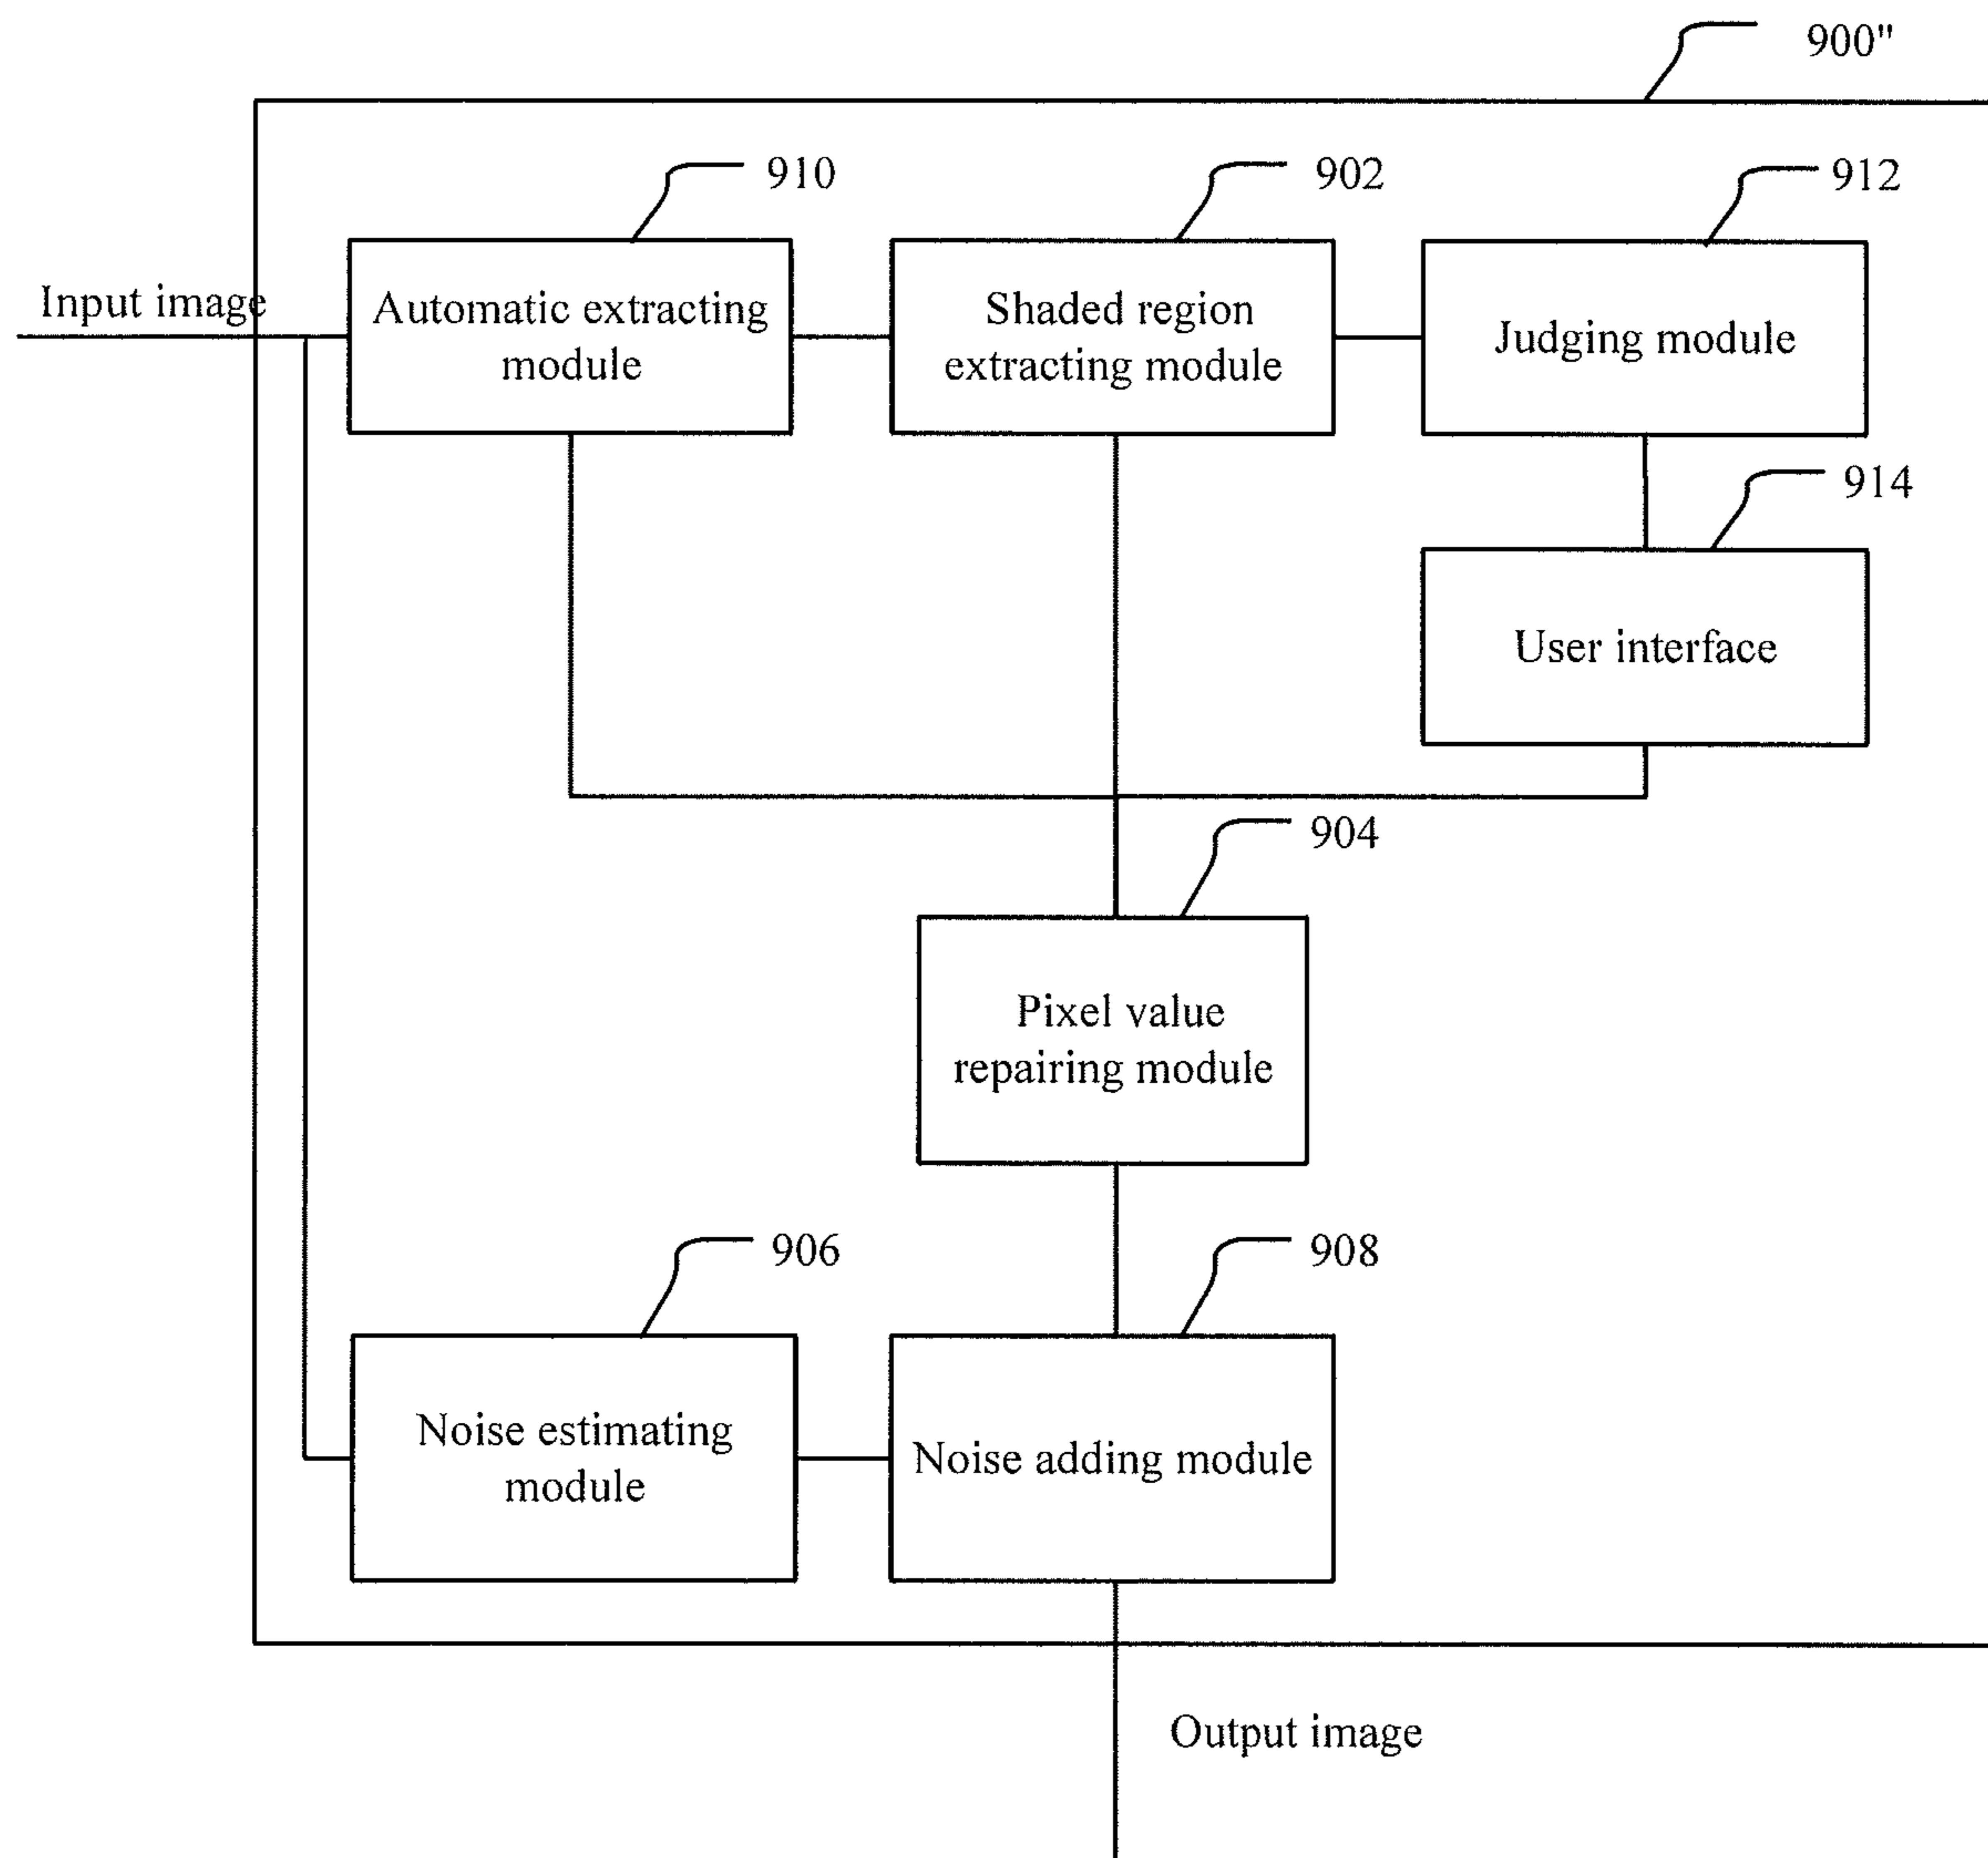 900"
910
902
912
Input image
Automatic extracting
module
Shaded region
extracting module
Judging module
914
User interface
904
Pixel value
repairing module
906
908
Noise estimating
module
Noise adding module
Output image